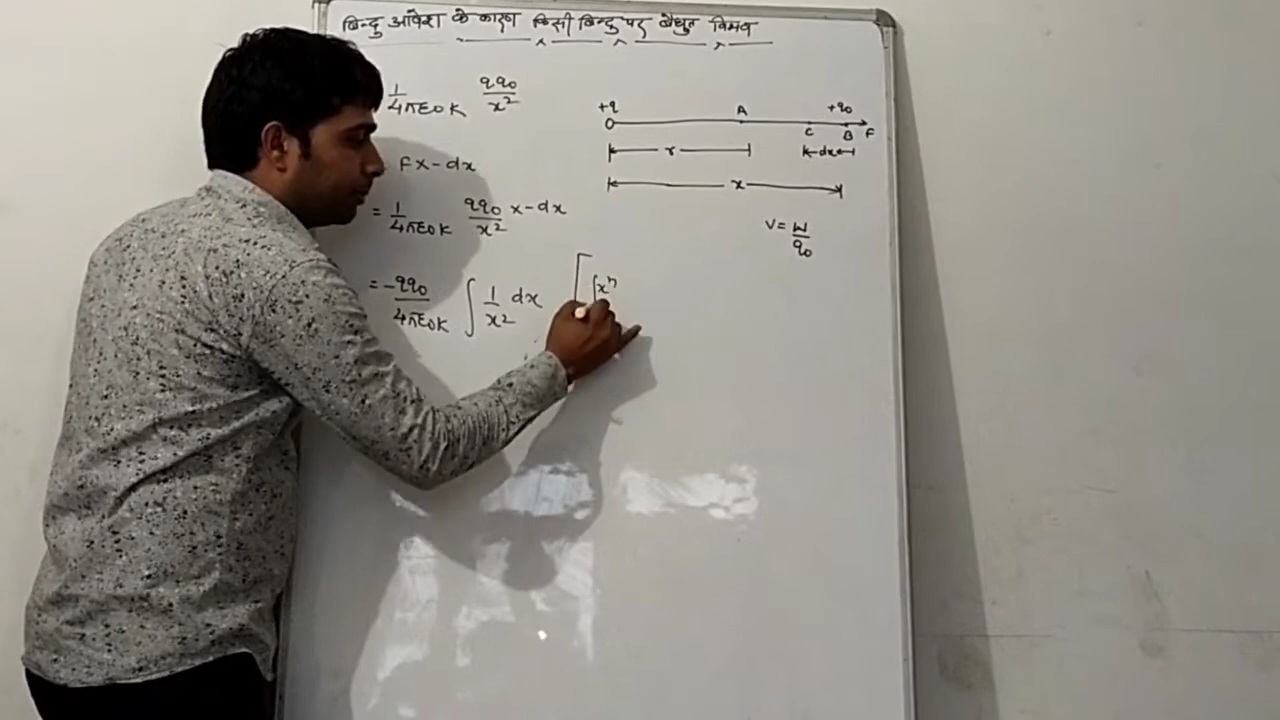 बिन्दु आवेश के कारण किसी बिन्दु पर वैधुत विभव
1/4πε0K qq0/x²
Fx-dx
= 1/4πε0K qq0/x² x-dx
= -qq0/4πε0K ∫ 1/x² dx [∫xⁿ
+q A +q0
O C B F
r dx
x
V = W/q0